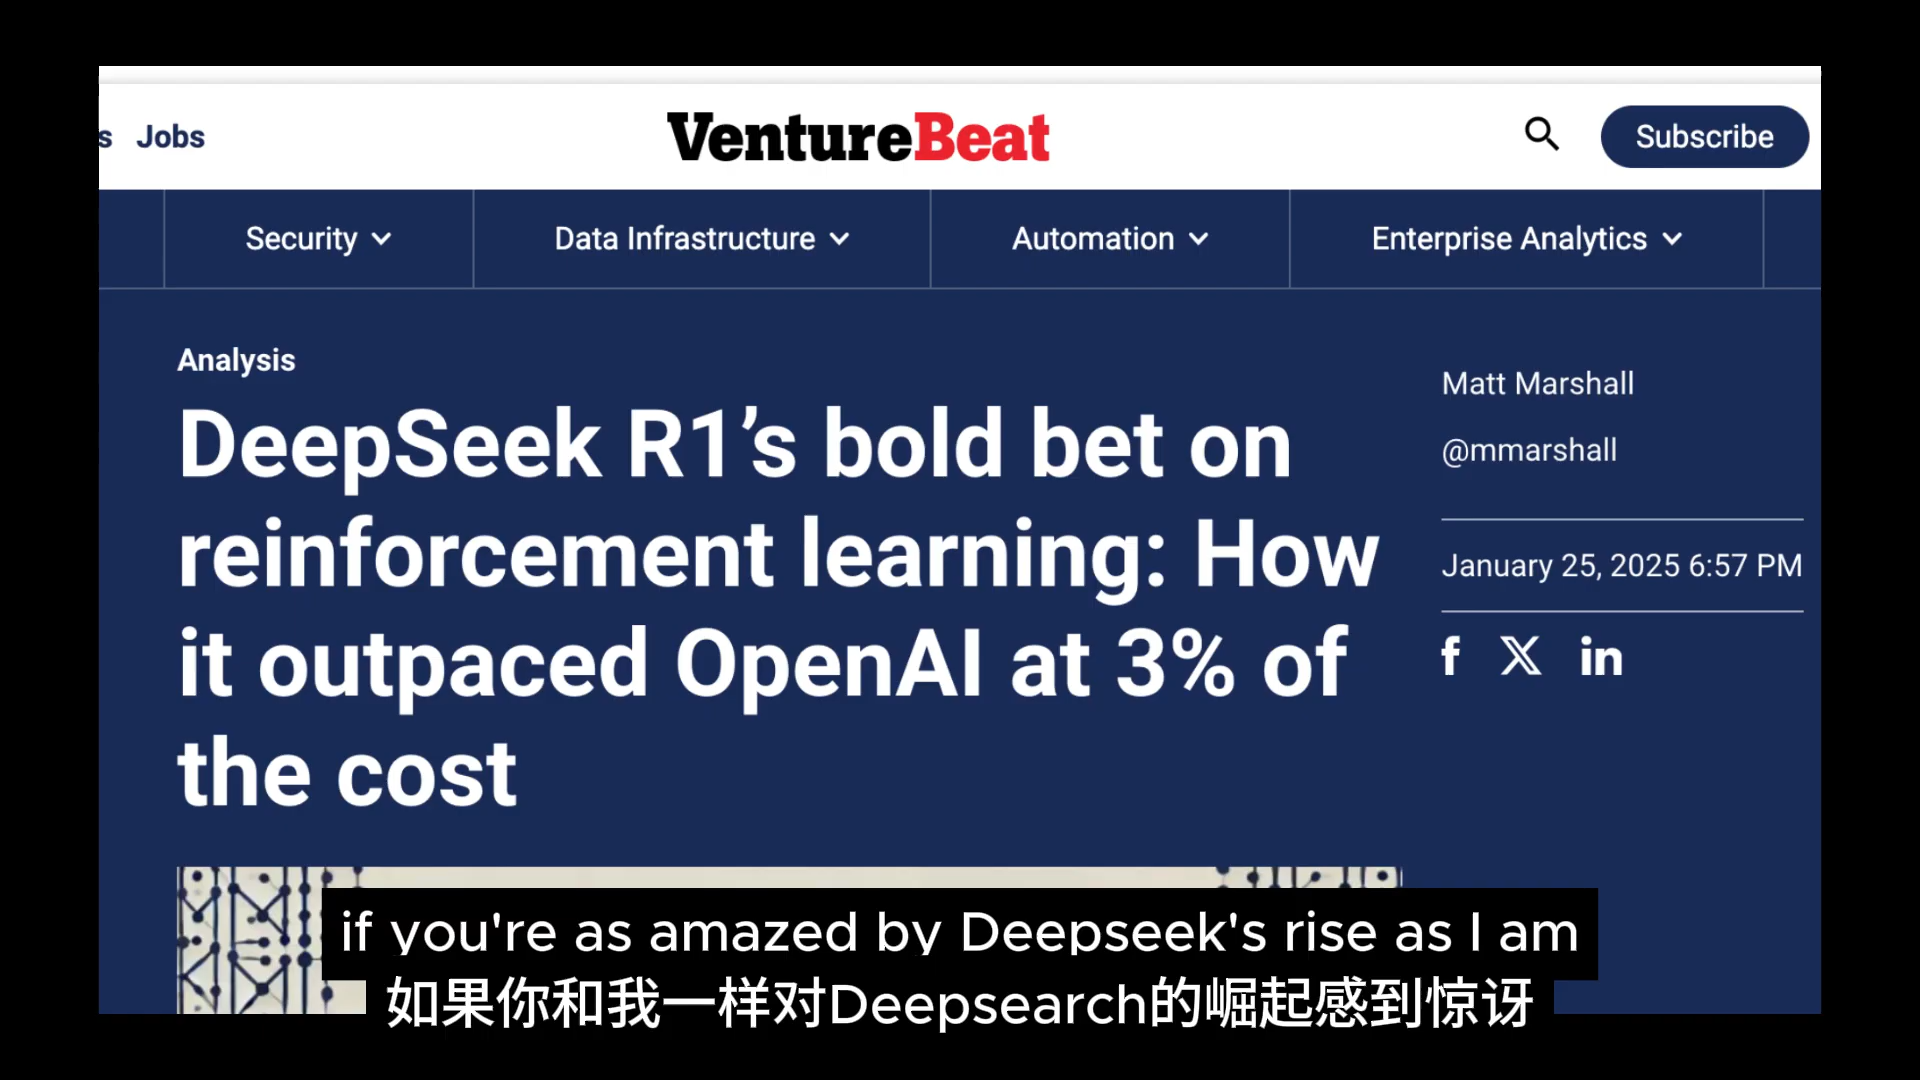 s Jobs
VentureBeat
Subscribe
Security
Data Infrastructure
Automation
Enterprise Analytics
Analysis
DeepSeek R1’s bold bet on
reinforcement learning: How
it outpaced OpenAI at 3% of
the cost
Matt Marshall
@mmarshall
January 25, 2025 6:57 PM
if you're as amazed by Deepseek's rise as I am
如果你和我一样对Deepsearch的崛起感到惊讶